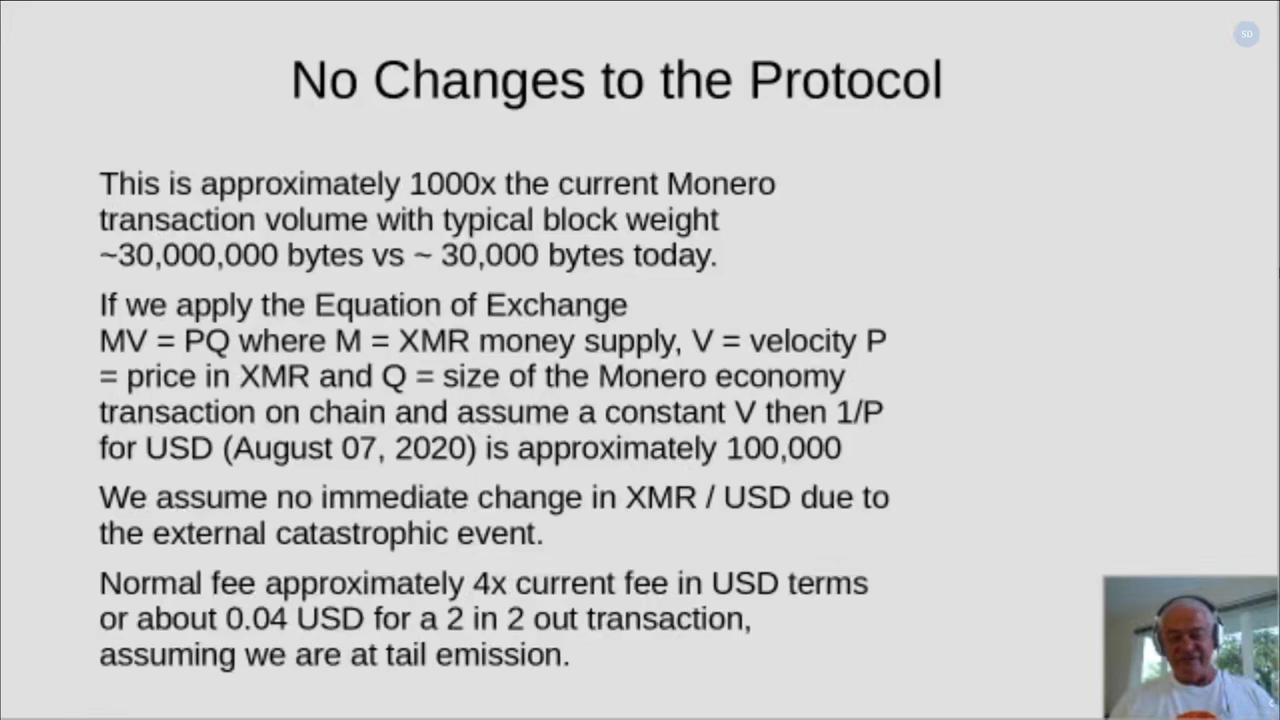 SD
No Changes to the Protocol
This is approximately 1000x the current Monero
transaction volume with typical block weight
~30,000,000 bytes vs ~ 30,000 bytes today.
If we apply the Equation of Exchange
MV = PQ where M = XMR money supply, V = velocity P
= price in XMR and Q = size of the Monero economy
transaction on chain and assume a constant V then 1/P
for USD (August 07, 2020) is approximately 100,000
We assume no immediate change in XMR / USD due to
the external catastrophic event.
Normal fee approximately 4x current fee in USD terms
or about 0.04 USD for a 2 in 2 out transaction,
assuming we are at tail emission.